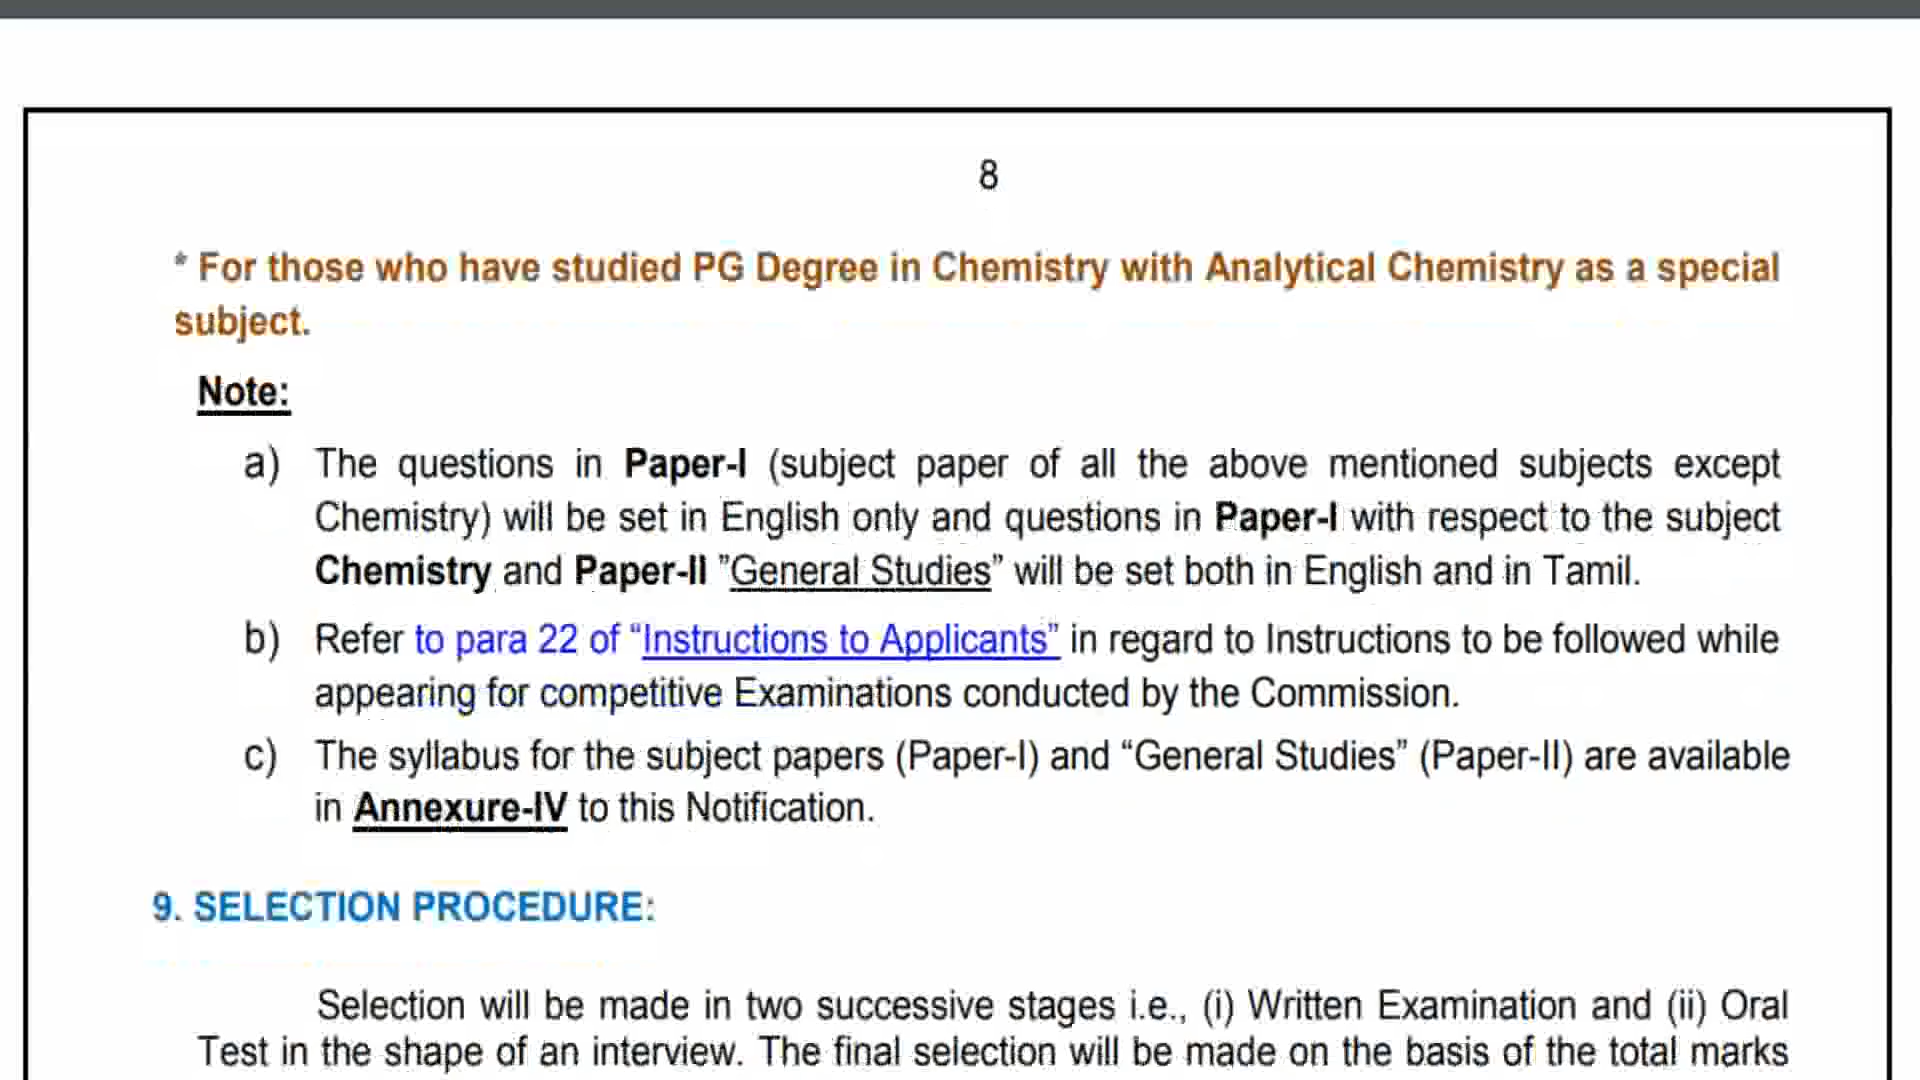 8
* For those who have studied PG Degree in Chemistry with Analytical Chemistry as a special
subject.
Note:
a) The questions in Paper-I (subject paper of all the above mentioned subjects except
Chemistry) will be set in English only and questions in Paper-I with respect to the subject
Chemistry and Paper-II ”General Studies” will be set both in English and in Tamil.
b) Refer to para 22 of “Instructions to Applicants” in regard to Instructions to be followed while
appearing for competitive Examinations conducted by the Commission.
c) The syllabus for the subject papers (Paper-I) and “General Studies” (Paper-II) are available
in Annexure-IV to this Notification.
9. SELECTION PROCEDURE:
Selection will be made in two successive stages i.e., (i) Written Examination and (ii) Oral
Test in the shape of an interview. The final selection will be made on the basis of the total marks